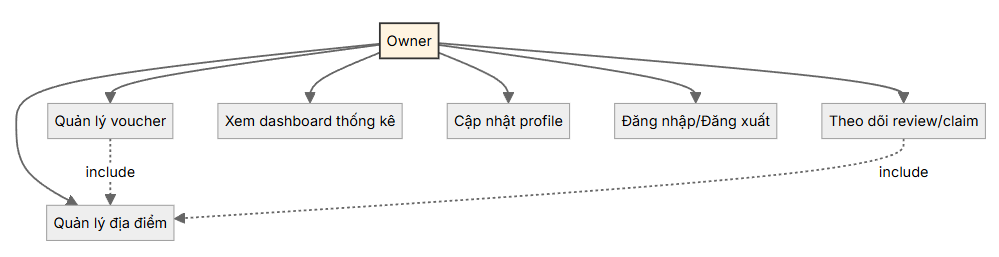 Owner
Quản lý voucher
Xem dashboard thống kê
Cập nhật profile
Đăng nhập/Đăng xuất
Theo dõi review/claim
include
include
Quản lý địa điểm